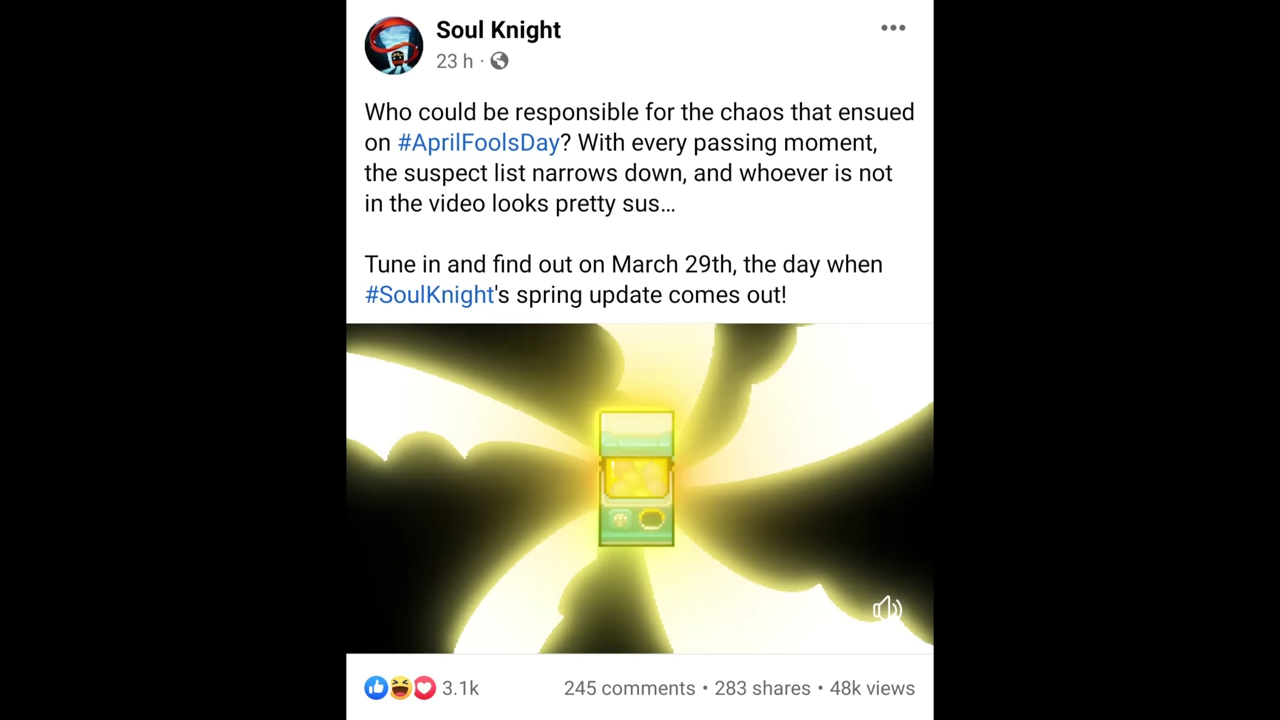 Soul Knight
23 h ·
Who could be responsible for the chaos that ensued
on #AprilFoolsDay? With every passing moment,
the suspect list narrows down, and whoever is not
in the video looks pretty sus...
Tune in and find out on March 29th, the day when
#SoulKnight's spring update comes out!
3.1k 245 comments • 283 shares • 48k views